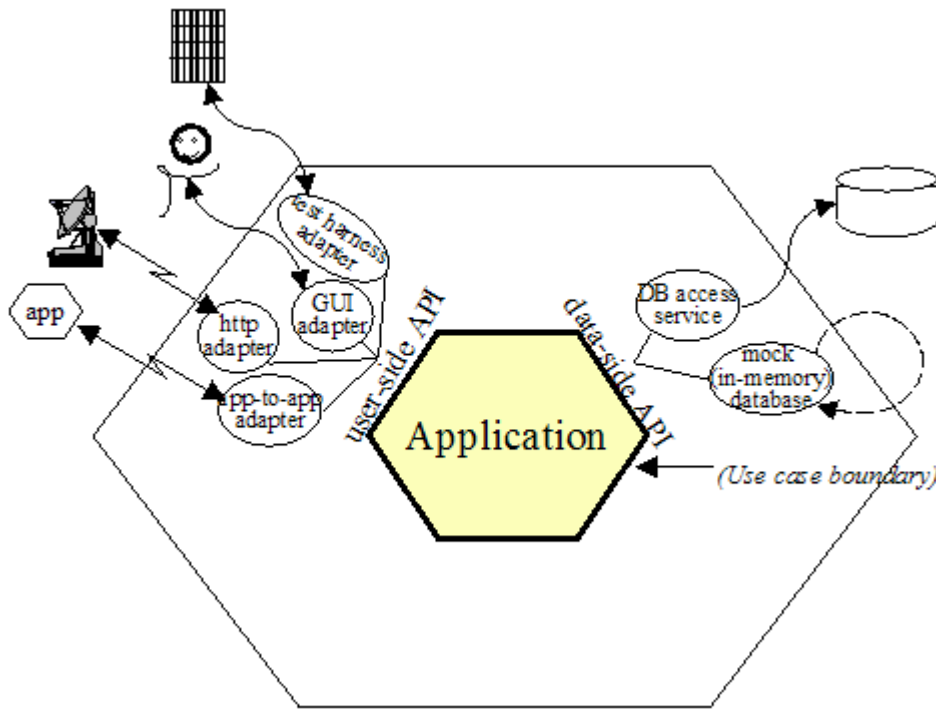 test harness
adapter
GUI
adapter
http
adapter
app
app-to-app
adapter
user-side API
data-side API
DB access
service
mock
(in-memory)
database
Application
(Use case boundary)